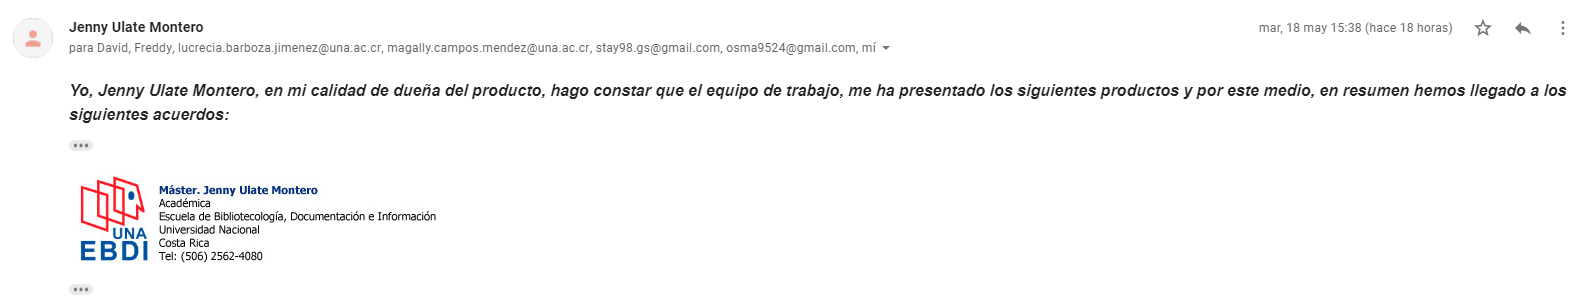 Jenny Ulate Montero
mar, 18 may 15:38 (hace 18 horas)
para David, Freddy, lucrecia.barboza.jimenez@una.ac.cr, magally.campos.mendez@una.ac.cr, stay98.gs@gmail.com, osma9524@gmail.com, mí
Yo, Jenny Ulate Montero, en mi calidad de dueña del producto, hago constar que el equipo de trabajo, me ha presentado los siguientes productos y por este medio, en resumen hemos llegado a los
siguientes acuerdos:
UNA
EBDI
Máster. Jenny Ulate Montero
Académica
Escuela de Bibliotecología, Documentación e Información
Universidad Nacional
Costa Rica
Tel: (506) 2562-4080